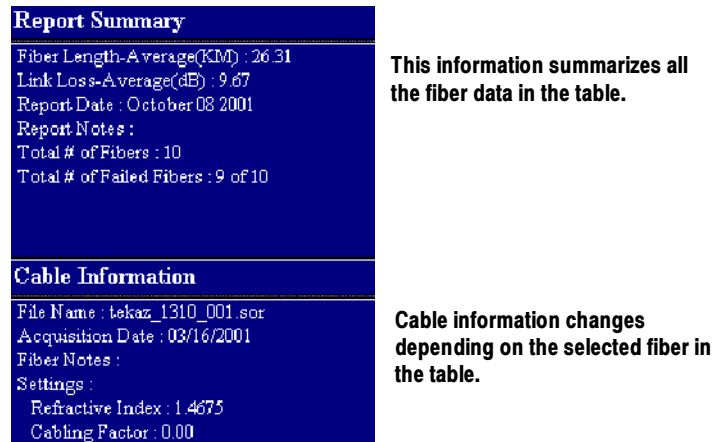 Report Summary
Fiber Length-Average(KM) : 26.31
Link Loss-Average(dB) : 9.67
Report Date : October 08 2001
Report Notes :
Total # of Fibers : 10
Total # of Failed Fibers : 9 of 10
This information summarizes all
the fiber data in the table.
Cable Information
File Name : tekaz_1310_001.sor
Acquisition Date : 03/16/2001
Fiber Notes :
Settings :
Refractive Index : 1.4675
Cabling Factor : 0.00
Cable information changes
depending on the selected fiber in
the table.